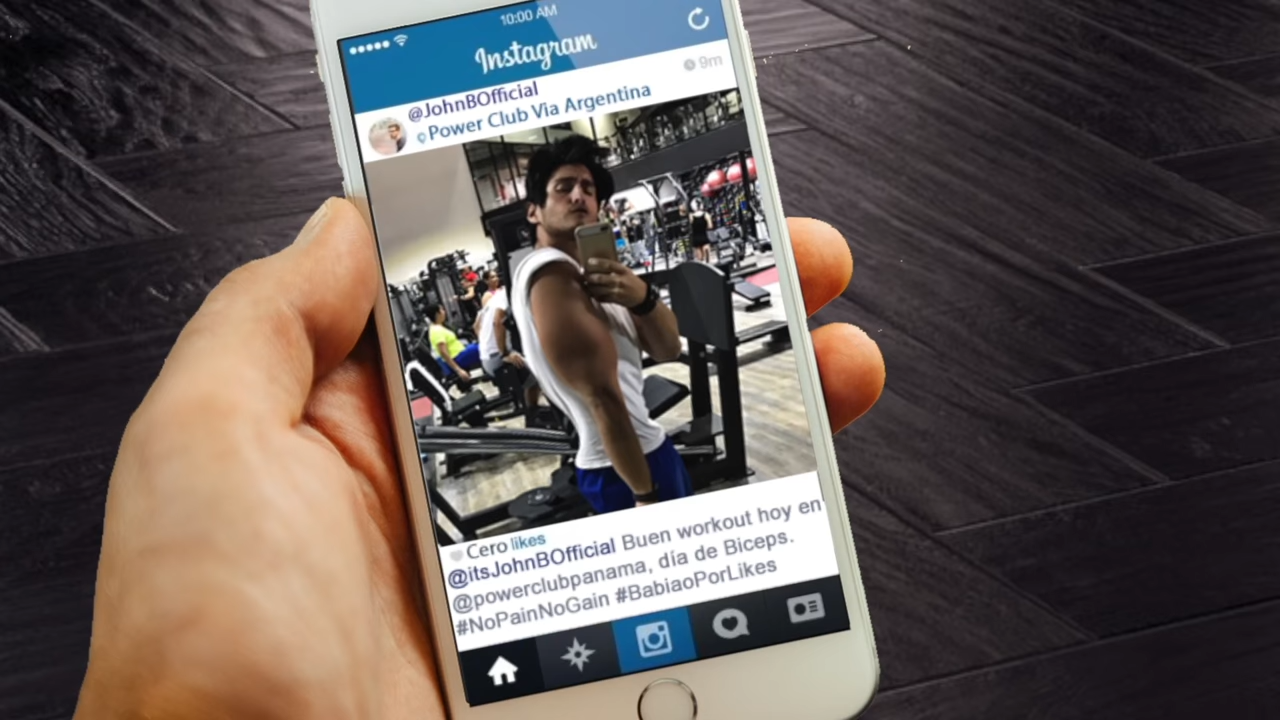 10:00 AM
Instagram
@JohnBOfficial
9m
Power Club Via Argentina
Cero likes
@itsJohnBOfficial Buen workout hoy en
@powerclubpanama, día de Biceps.
#NoPainNoGain #BabiaoPorLikes